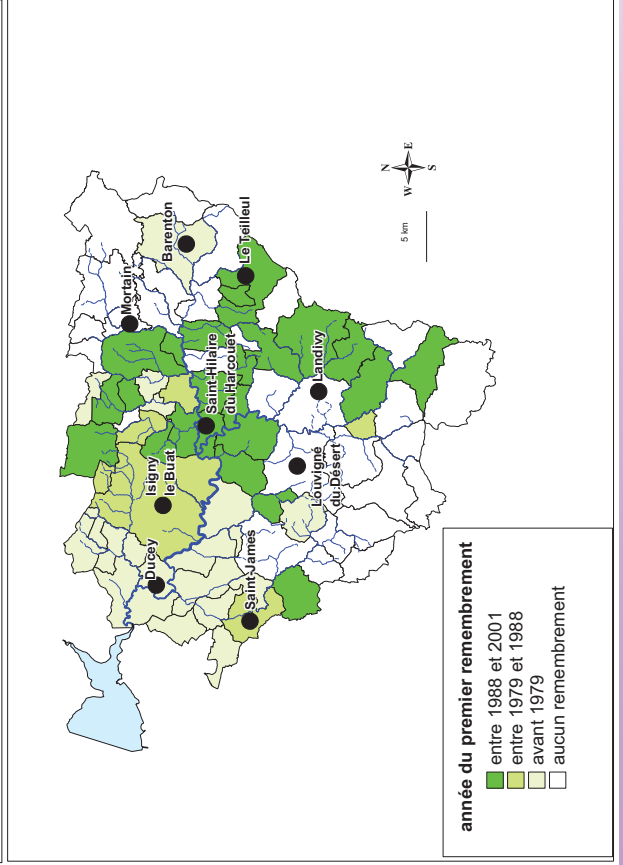 Mortain
Barenton
Le Teilleul
Saint-Hilaire
du Harcouet
Isigny
le Buat
Ducey
Saint-James
Landivy
Louvigné
du Désert
N
W E
S
5 km
année du premier remembrement
entre 1988 et 2001
entre 1979 et 1988
avant 1979
aucun remembrement